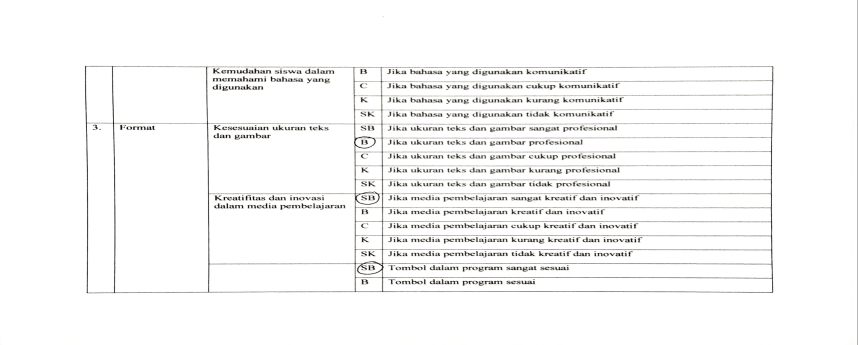 Kemudahan siswa dalam B Jika bahasa yang digunakan komunikatif
memahami bahasa yang
digunakan C Jika bahasa yang digunakan cukup komunikatif
K Jika bahasa yang digunakan kurang komunikatif
SK Jika bahasa yang digunakan tidak komunikatif
3. Format Kesesuaian ukuran teks SB Jika ukuran teks dan gambar sangat profesional
dan gambar
B Jika ukuran teks dan gambar profesional
C Jika ukuran teks dan gambar cukup profesional
K Jika ukuran teks dan gambar kurang profesional
SK Jika ukuran teks dan gambar tidak profesional
Kreatifitas dan inovasi SB Jika media pembelajaran sangat kreatif dan inovatif
dalam media pembelajaran
B Jika media pembelajaran kreatif dan inovatif
C Jika media pembelajaran cukup kreatif dan inovatif
K Jika media pembelajaran kurang kreatif dan inovatif
SK Jika media pembelajaran tidak kreatif dan inovatif
SB Tombol dalam program sangat sesuai
B Tombol dalam program sesuai